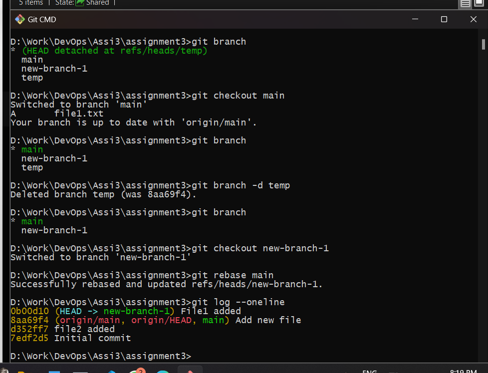 5 items
State:
Shared
Git CMD
D:\Work\DevOps\Assi3\assignment3>git branch
* (HEAD detached at refs/heads/temp)
main
new-branch-1
temp
D:\Work\DevOps\Assi3\assignment3>git checkout main
Switched to branch 'main'
A file1.txt
Your branch is up to date with 'origin/main'.
D:\Work\DevOps\Assi3\assignment3>git branch
* main
new-branch-1
temp
D:\Work\DevOps\Assi3\assignment3>git branch -d temp
Deleted branch temp (was 8aa69f4).
D:\Work\DevOps\Assi3\assignment3>git branch
* main
new-branch-1
D:\Work\DevOps\Assi3\assignment3>git checkout new-branch-1
Switched to branch 'new-branch-1'
D:\Work\DevOps\Assi3\assignment3>git rebase main
Successfully rebased and updated refs/heads/new-branch-1.
D:\Work\DevOps\Assi3\assignment3>git log --oneline
0b00d10 (HEAD -> new-branch-1) File1 added
8aa69f4 (origin/main, origin/HEAD, main) Add new file
d352ff7 file2 added
7edf2d5 Initial commit
D:\Work\DevOps\Assi3\assignment3>
ENG
8:19 PM